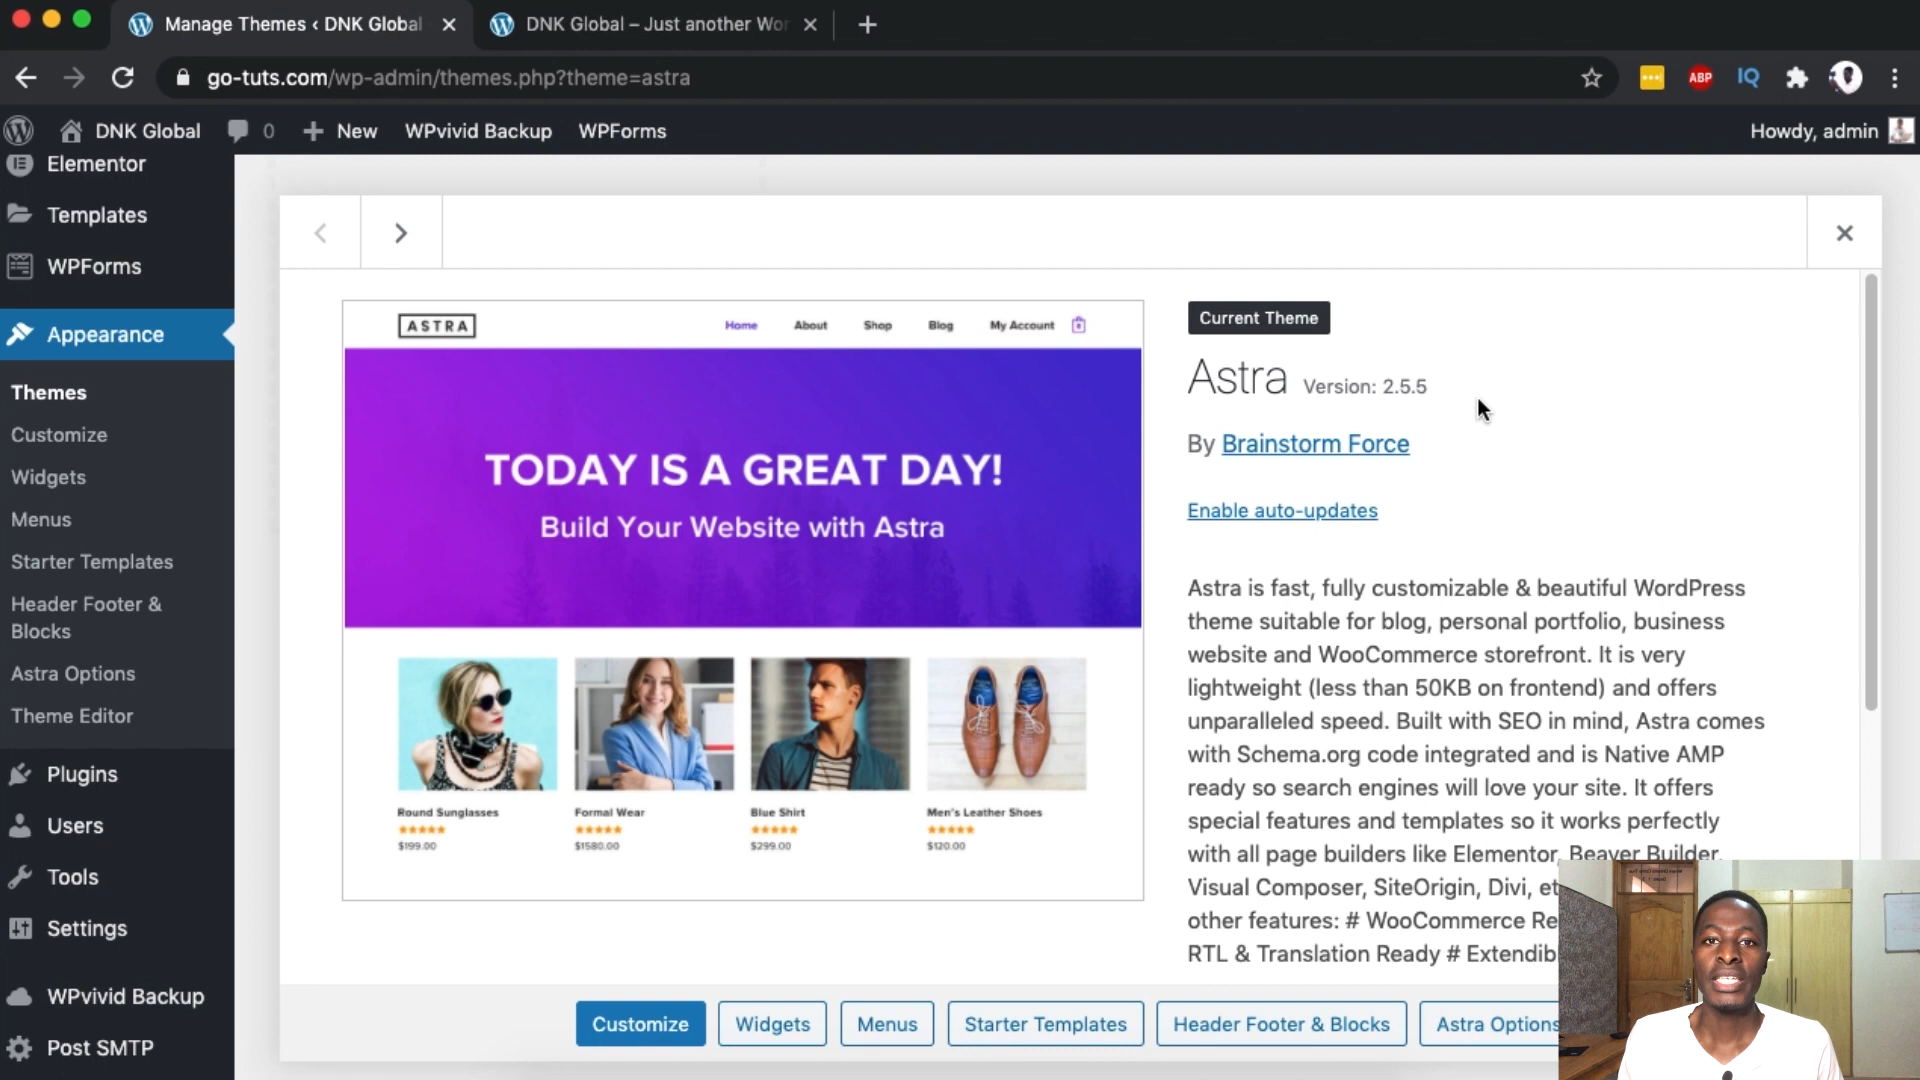 Manage Themes ‹ DNK Global
DNK Global – Just another Wor
go-tuts.com/wp-admin/themes.php?theme=astra
ABP
IQ
DNK Global
0
New
WPvivid Backup
WPForms
Howdy, admin
Elementor
Templates
WPForms
Appearance
Themes
Customize
Widgets
Menus
Starter Templates
Header Footer &
Blocks
Astra Options
Theme Editor
Plugins
Users
Tools
Settings
WPvivid Backup
Post SMTP
ASTRA
Home
About
Shop
Blog
My Account
TODAY IS A GREAT DAY!
Build Your Website with Astra
Round Sunglasses
$199.00
Formal Wear
$1580.00
Blue Shirt
$299.00
Men's Leather Shoes
$120.00
Current Theme
Astra Version: 2.5.5
By Brainstorm Force
Enable auto-updates
Astra is fast, fully customizable & beautiful WordPress
theme suitable for blog, personal portfolio, business
website and WooCommerce storefront. It is very
lightweight (less than 50KB on frontend) and offers
unparalleled speed. Built with SEO in mind, Astra comes
with Schema.org code integrated and is Native AMP
ready so search engines will love your site. It offers
special features and templates so it works perfectly
with all page builders like Elementor, Beaver Builder,
Visual Composer, SiteOrigin, Divi, et
other features: # WooCommerce Re
RTL & Translation Ready # Extendib
Customize
Widgets
Menus
Starter Templates
Header Footer & Blocks
Astra Options